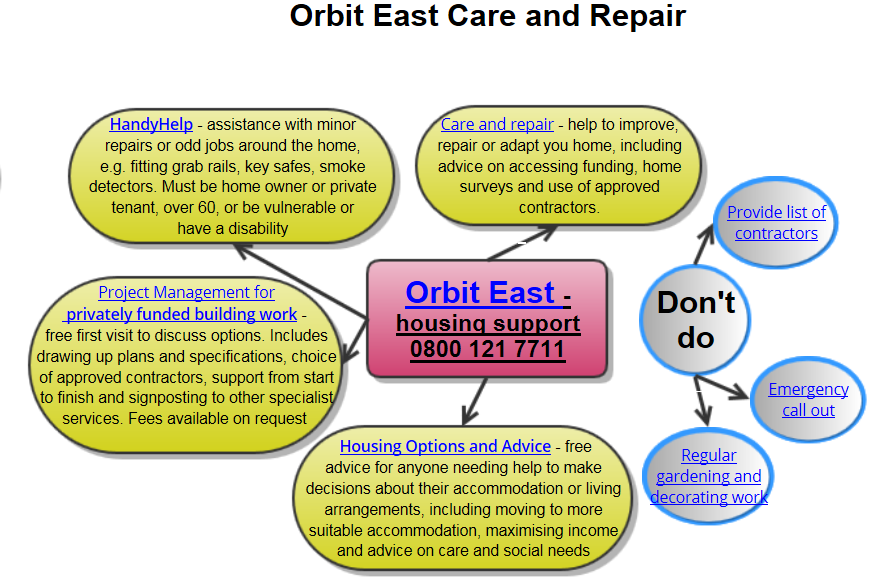 Orbit East Care and Repair
HandyHelp - assistance with minor
repairs or odd jobs around the home,
e.g. fitting grab rails, key safes, smoke
detectors. Must be home owner or private
tenant, over 60, or be vulnerable or
have a disability
Care and repair - help to improve,
repair or adapt you home, including
advice on accessing funding, home
surveys and use of approved
contractors.
Provide list of
contractors
Project Management for
privately funded building work -
free first visit to discuss options. Includes
drawing up plans and specifications, choice
of approved contractors, support from start
to finish and signposting to other specialist
services. Fees available on request
Orbit East -
housing support
0800 121 7711
Don't
do
Emergency
call out
Regular
gardening and
decorating work
Housing Options and Advice - free
advice for anyone needing help to make
decisions about their accommodation or living
arrangements, including moving to more
suitable accommodation, maximising income
and advice on care and social needs